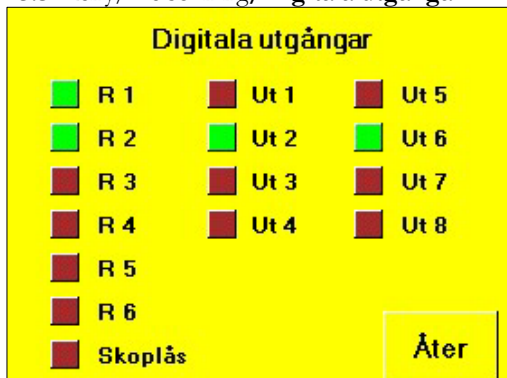 Digitala utgångar
R 1 Ut 1 Ut 5
R 2 Ut 2 Ut 6
R 3 Ut 3 Ut 7
R 4 Ut 4 Ut 8
R 5
R 6
Skoplås
Åter